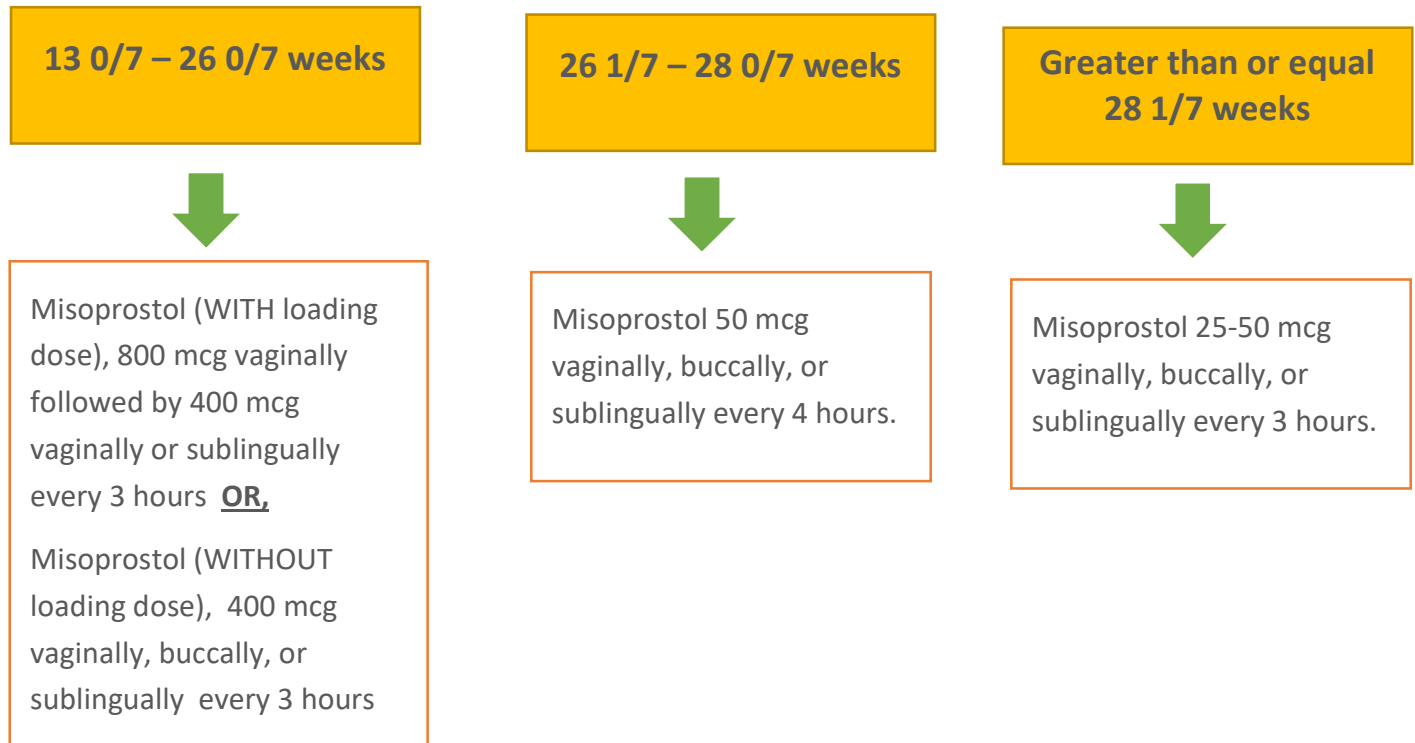 13 0/7 – 26 0/7 weeks
Misoprostol (WITH loading
dose), 800 mcg vaginally
followed by 400 mcg
vaginally or sublingually
every 3 hours OR,
Misoprostol (WITHOUT
loading dose), 400 mcg
vaginally, buccally, or
sublingually every 3 hours
26 1/7 – 28 0/7 weeks
Misoprostol 50 mcg
vaginally, buccally, or
sublingually every 4 hours.
Greater than or equal
28 1/7 weeks
Misoprostol 25-50 mcg
vaginally, buccally, or
sublingually every 3 hours.